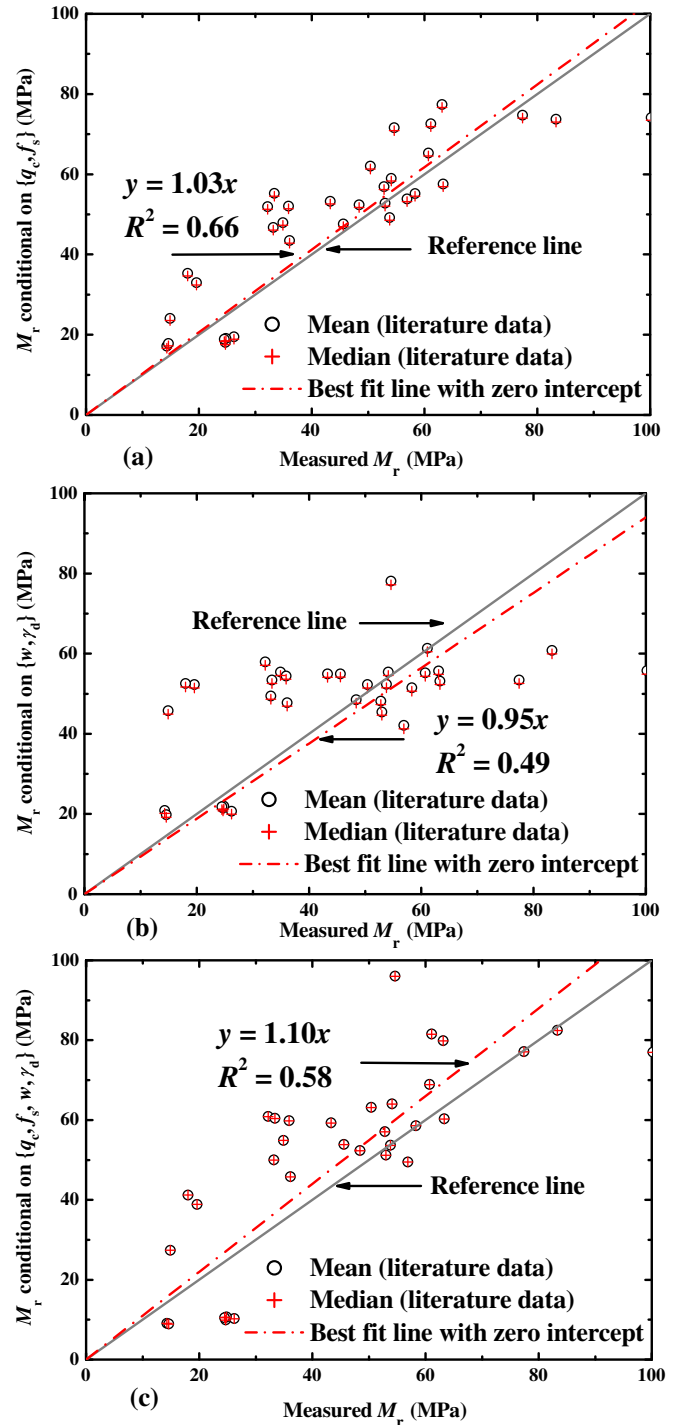 100
80
60
40
20
0
M_r conditional on {q_c, f_s} (MPa)
y = 1.03x
R² = 0.66
Reference line
Mean (literature data)
Median (literature data)
Best fit line with zero intercept
0 20 40 60 80 100
(a)
Measured M_r (MPa)
100
80
60
40
20
0
M_r conditional on {w, γ_d} (MPa)
Reference line
y = 0.95x
R² = 0.49
Mean (literature data)
Median (literature data)
Best fit line with zero intercept
0 20 40 60 80 100
(b)
Measured M_r (MPa)
100
80
60
40
20
0
M_r conditional on {q_c, f_s, w, γ_d} (MPa)
y = 1.10x
R² = 0.58
Reference line
Mean (literature data)
Median (literature data)
Best fit line with zero intercept
0 20 40 60 80 100
(c)
Measured M_r (MPa)